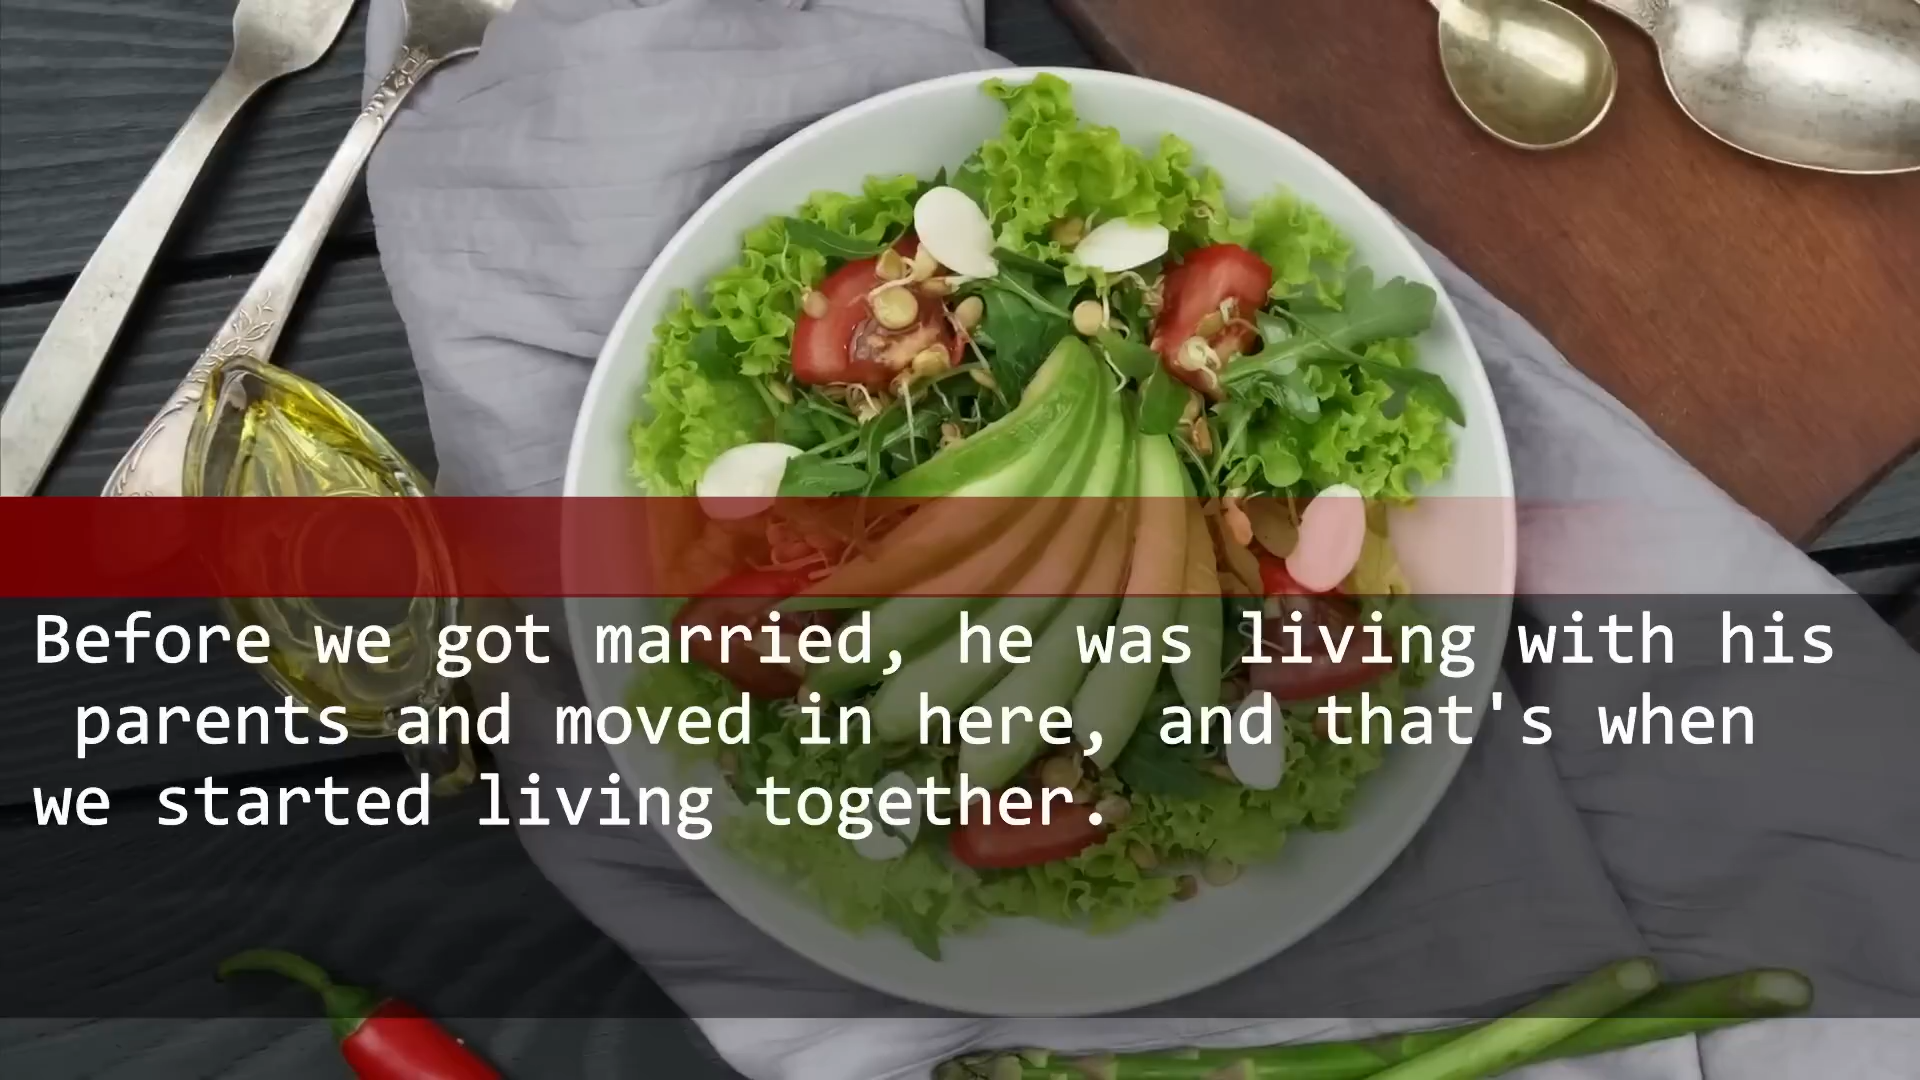 Before we got married, he was living with his
parents and moved in here, and that's when
we started living together.